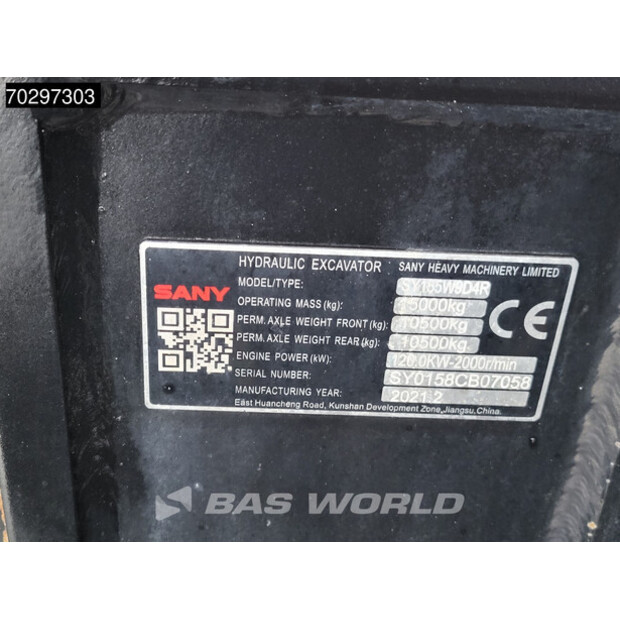 70297303
HYDRAULIC EXCAVATOR SANY HEAVY MACHINERY LIMITED
MODEL/TYPE: SY165W9D4R
SANY
OPERATING MASS(kg): 15000kg
PERM. AXLE WEIGHT FRONT(kg): 10500kg
PERM. AXLE WEIGHT REAR(kg): 10500kg
CE
ENGINE POWER(kW): 120.0KW-2000r/min
SERIAL NUMBER: SY0158CB07058
MANUFACTURING YEAR: 2021.2
East Huancheng Road, Kunshan Development Zone,Jiangsu,China.
BAS WORLD